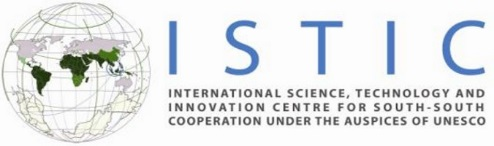 ISTIC
INTERNATIONAL SCIENCE, TECHNOLOGY AND
INNOVATION CENTRE FOR SOUTH-SOUTH
COOPERATION UNDER THE AUSPICES OF UNESCO